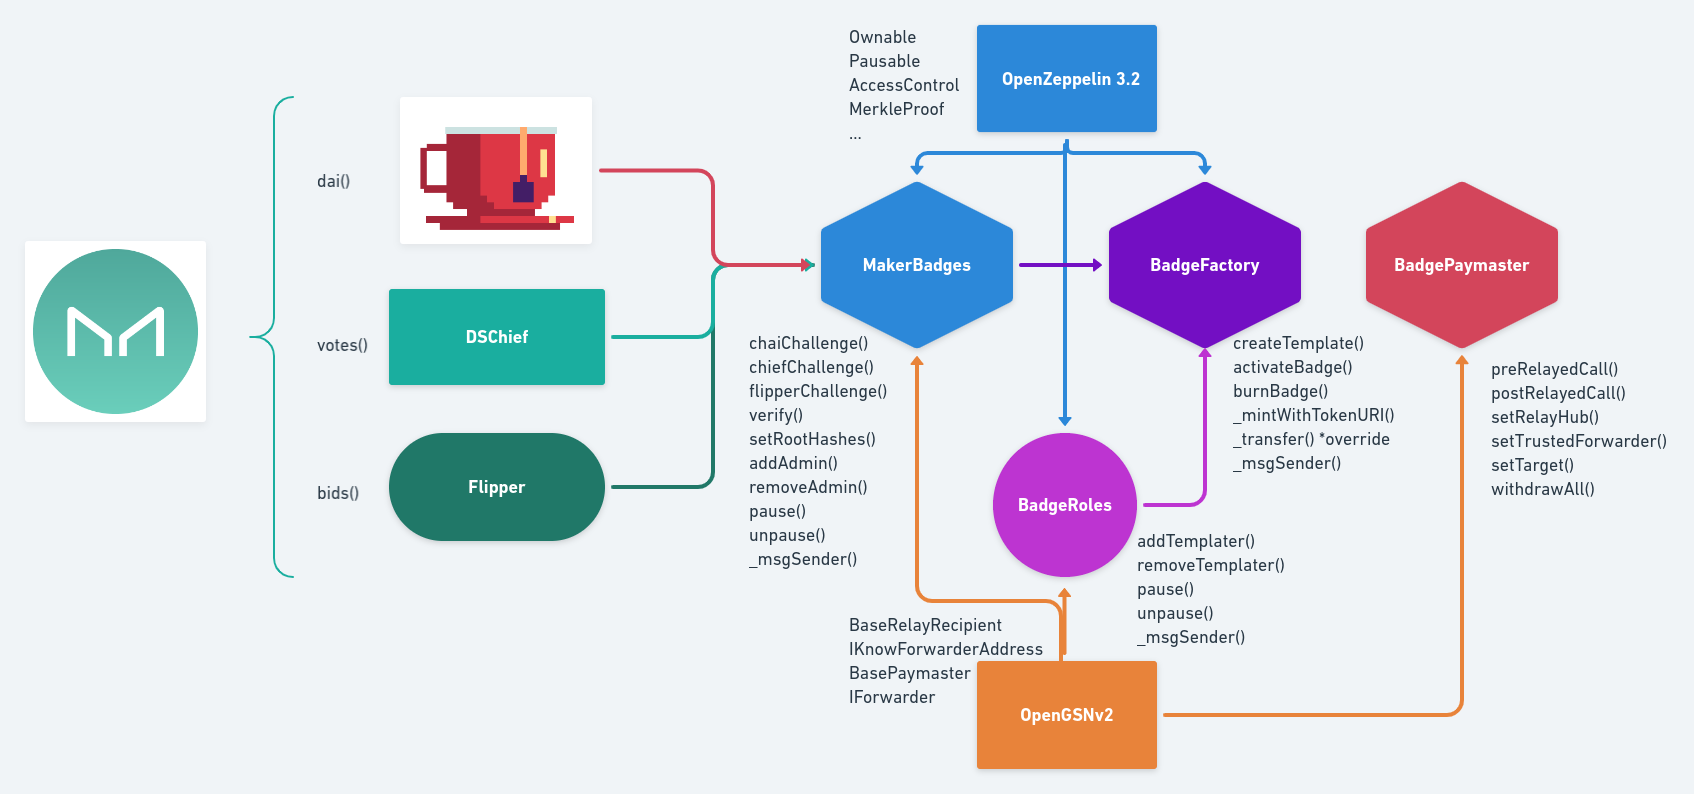 Ownable
Pausable
AccessControl
MerkleProof
...
OpenZeppelin 3.2
dai()
votes()
bids()
DSChief
Flipper
MakerBadges
BadgeFactory
BadgePaymaster
chaiChallenge()
chiefChallenge()
flipperChallenge()
verify()
setRootHashes()
addAdmin()
removeAdmin()
pause()
unpause()
_msgSender()
createTemplate()
activateBadge()
burnBadge()
_mintWithTokenURI()
_transfer() *override
_msgSender()
preRelayedCall()
postRelayedCall()
setRelayHub()
setTrustedForwarder()
setTarget()
withdrawAll()
BadgeRoles
addTemplater()
removeTemplater()
pause()
unpause()
_msgSender()
BaseRelayRecipient
IKnowForwarderAddress
BasePaymaster
IForwarder
OpenGSNv2